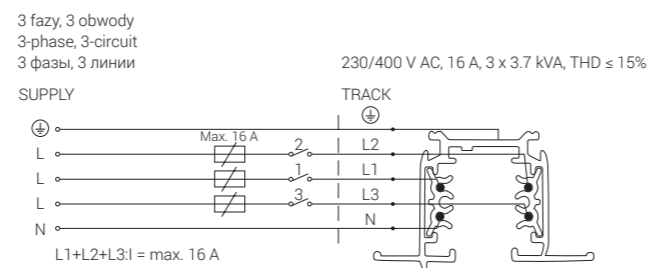 3 fazy, 3 obwody
3-phase, 3-circuit
3 фазы, 3 линии
230/400 V AC, 16 A, 3 x 3.7 kVA, THD ≤ 15%
SUPPLY
TRACK
Max. 16 A
L 2 L2
L 1 L1
L 3 L3
N N
L1+L2+L3:I = max. 16 A